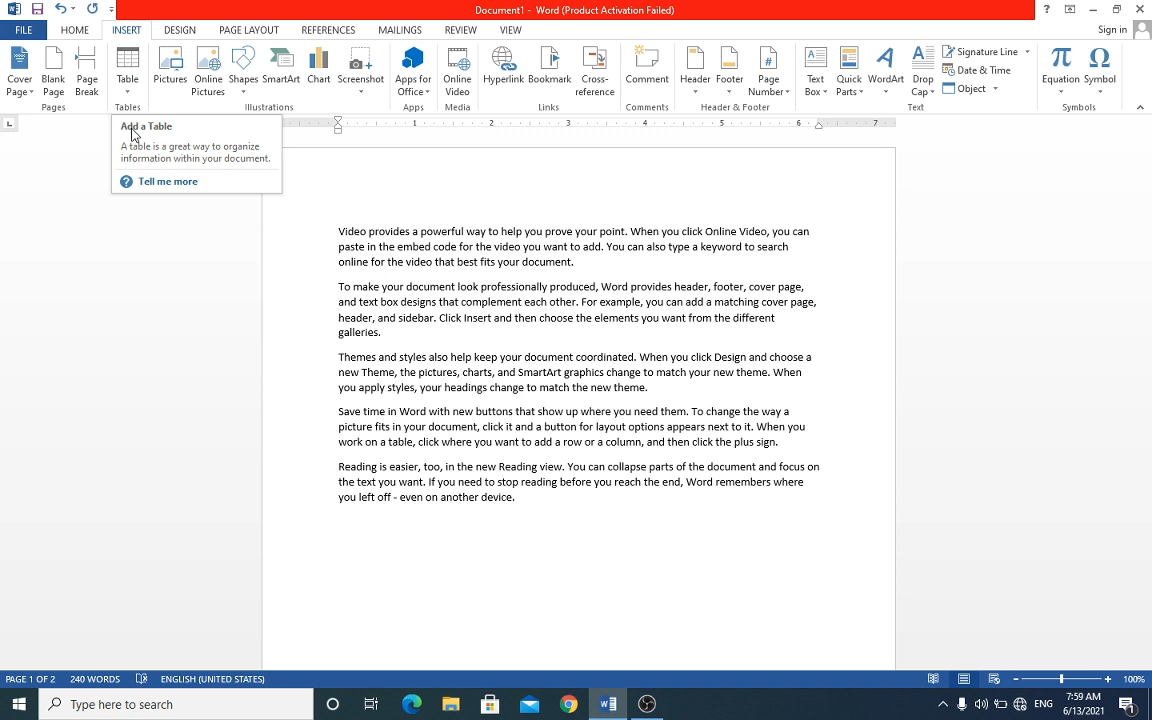 Document1 - Word (Product Activation Failed)
?
FILE HOME INSERT DESIGN PAGE LAYOUT REFERENCES MAILINGS REVIEW VIEW Sign in
Cover Page
Blank Page
Page Break
Table
Pictures
Online Pictures
Shapes
SmartArt
Chart
Screenshot
Apps for Office
Online Video
Hyperlink
Bookmark
Cross-reference
Comment
Header
Footer
Page Number
Text Box
Quick Parts
WordArt
Drop Cap
Signature Line
Date & Time
Object
Equation
Symbol
Pages Tables Illustrations Apps Media Links Comments Header & Footer Text Symbols
1 2 3 4 5 6 7
Add a Table
A table is a great way to organize
information within your document.
? Tell me more
Video provides a powerful way to help you prove your point. When you click Online Video, you can
paste in the embed code for the video you want to add. You can also type a keyword to search
online for the video that best fits your document.
To make your document look professionally produced, Word provides header, footer, cover page,
and text box designs that complement each other. For example, you can add a matching cover page,
header, and sidebar. Click Insert and then choose the elements you want from the different
galleries.
Themes and styles also help keep your document coordinated. When you click Design and choose a
new Theme, the pictures, charts, and SmartArt graphics change to match your new theme. When
you apply styles, your headings change to match the new theme.
Save time in Word with new buttons that show up where you need them. To change the way a
picture fits in your document, click it and a button for layout options appears next to it. When you
work on a table, click where you want to add a row or a column, and then click the plus sign.
Reading is easier, too, in the new Reading view. You can collapse parts of the document and focus on
the text you want. If you need to stop reading before you reach the end, Word remembers where
you left off - even on another device.
PAGE 1 OF 2 240 WORDS ENGLISH (UNITED STATES) 100%
Type here to search
ENG
7:59 AM
6/13/2021
1